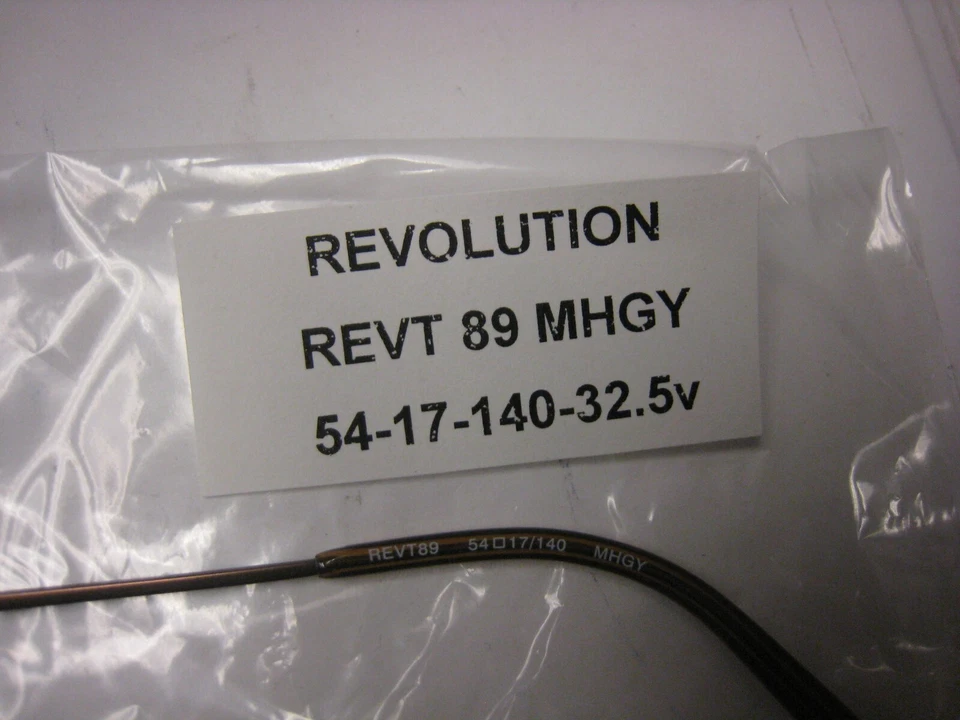 REVOLUTION
REVT 89 MHGY
54-17-140-32.5v
REVT89 54□17/140 MHGY